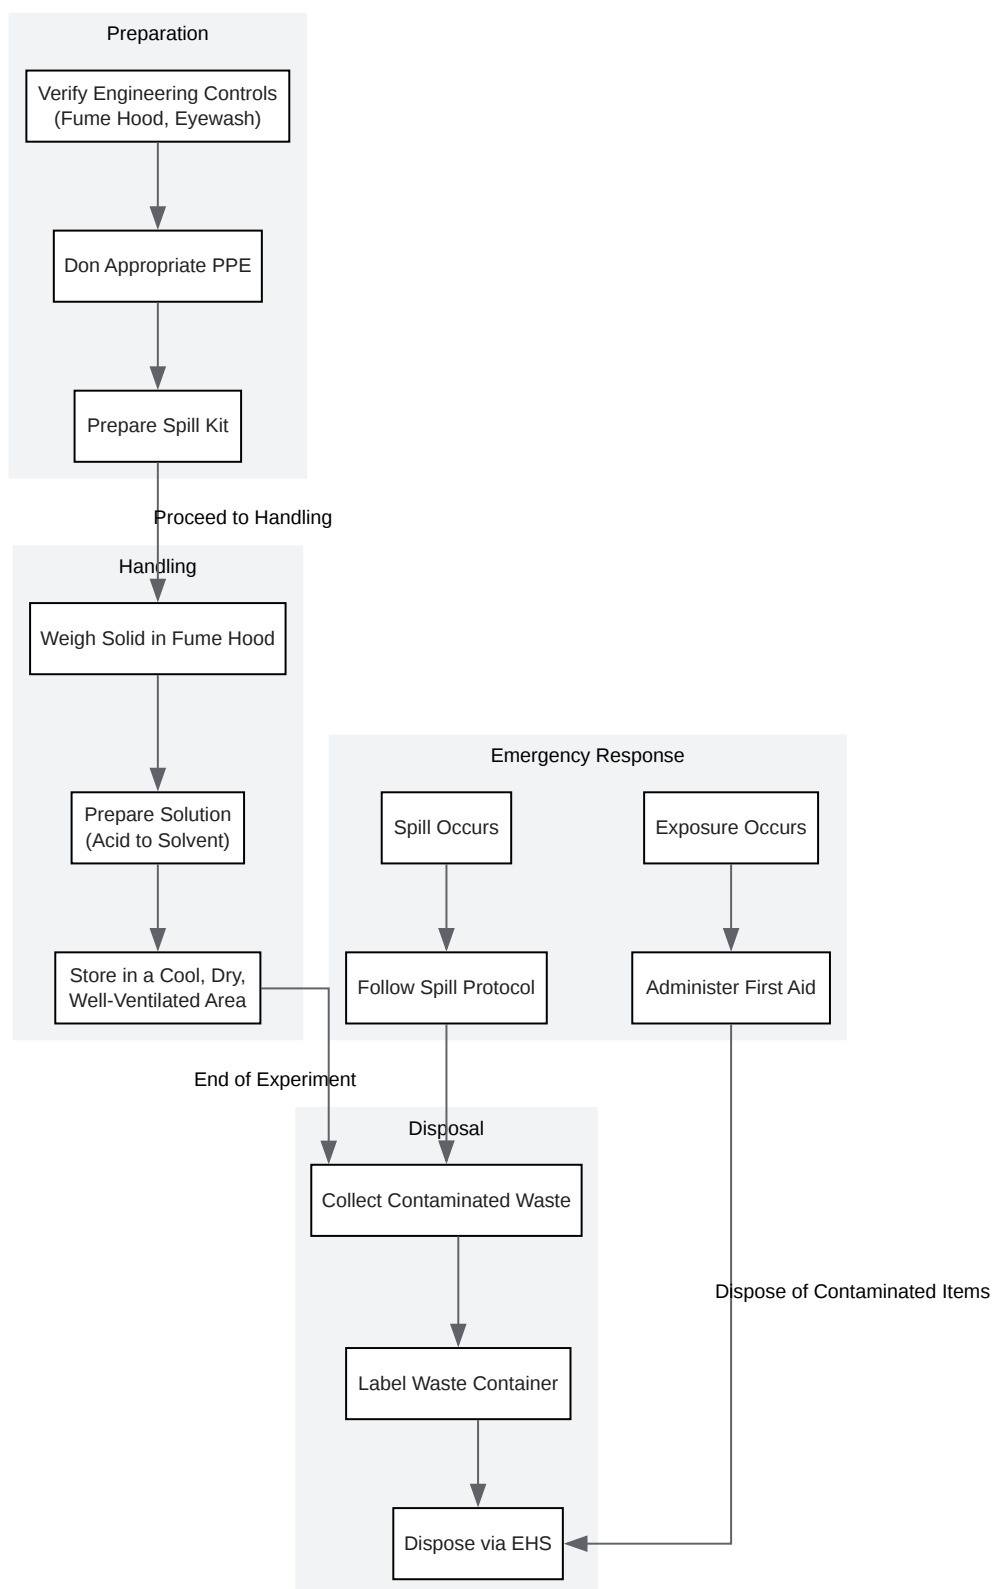 Preparation
Verify Engineering Controls
(Fume Hood, Eyewash)
Don Appropriate PPE
Prepare Spill Kit
Proceed to Handling
Handling
Weigh Solid in Fume Hood
Prepare Solution
(Acid to Solvent)
Store in a Cool, Dry,
Well-Ventilated Area
Emergency Response
Spill Occurs
Exposure Occurs
Follow Spill Protocol
Administer First Aid
End of Experiment
Disposal
Collect Contaminated Waste
Dispose of Contaminated Items
Label Waste Container
Dispose via EHS